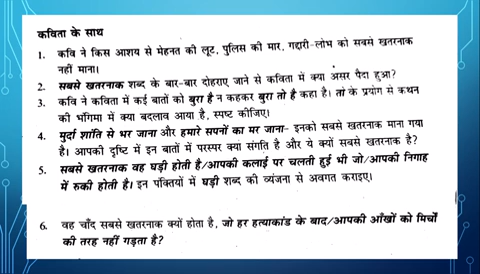 कविता के साथ
1. कवि ने किस आशय से मेहनत की लूट, पुलिस की मार, गद्दारी-लोभ को सबसे खतरनाक
नहीं माना।
2. सबसे खतरनाक शब्द के बार-बार दोहराए जाने से कविता में क्या असर पैदा हुआ?
3. कवि ने कविता में कई बातों को बुरा है न कहकर बुरा तो है कहा है। तो के प्रयोग से कथन
की भंगिमा में क्या बदलाव आया है, स्पष्ट कीजिए।
4. मुर्दा शांति से भर जाना और हमारे सपनों का मर जाना- इनको सबसे खतरनाक माना गया
है। आपकी दृष्टि में इन बातों में परस्पर क्या संगति है और ये क्यों सबसे खतरनाक है?
5. सबसे खतरनाक वह घड़ी होती है/आपकी कलाई पर चलती हुई भी जो/आपकी निगाह
में रुकी होती है। इन पंक्तियों में घड़ी शब्द की व्यंजना से अवगत कराइए।
6. वह चाँद सबसे खतरनाक क्यों होता है, जो हर हत्याकांड के बाद/आपकी आँखों को मिर्चों
की तरह नहीं गड़ता है?